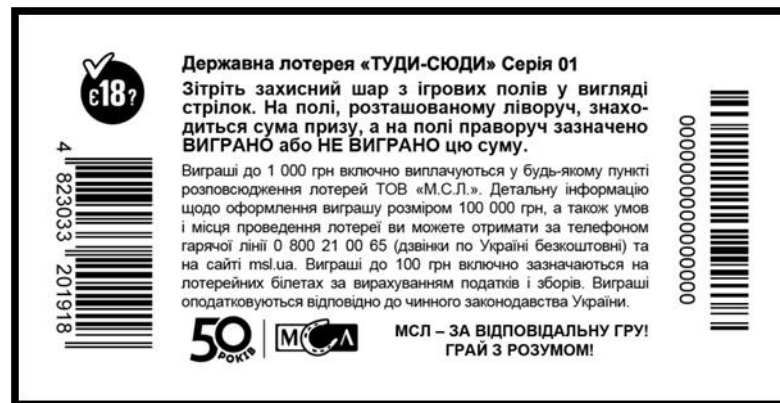 є18?
Державна лотерея «ТУДИ-СЮДИ» Серія 01
Зітріть захисний шар з ігрових полів у вигляді
стрілок. На полі, розташованому ліворуч, знахо-
диться сума призу, а на полі праворуч зазначено
ВИГРАНО або НЕ ВИГРАНО цю суму.
Виграші до 1 000 грн включно виплачуються у будь-якому пункті
розповсюдження лотерей ТОВ «М.С.Л.». Детальну інформацію
щодо оформлення виграшу розміром 100 000 грн, а також умов
і місця проведення лотереї ви можете отримати за телефоном
гарячої лінії 0 800 21 00 65 (дзвінки по Україні безкоштовні) та
на сайті msl.ua. Виграші до 100 грн включно зазначаються на
лотерейних білетах за вирахуванням податків і зборів. Виграші
оподатковуються відповідно до чинного законодавства України.
50 РОКІВ
МСЛ
МСЛ – ЗА ВІДПОВІДАЛЬНУ ГРУ!
ГРАЙ З РОЗУМОМ!
4 823033 201918